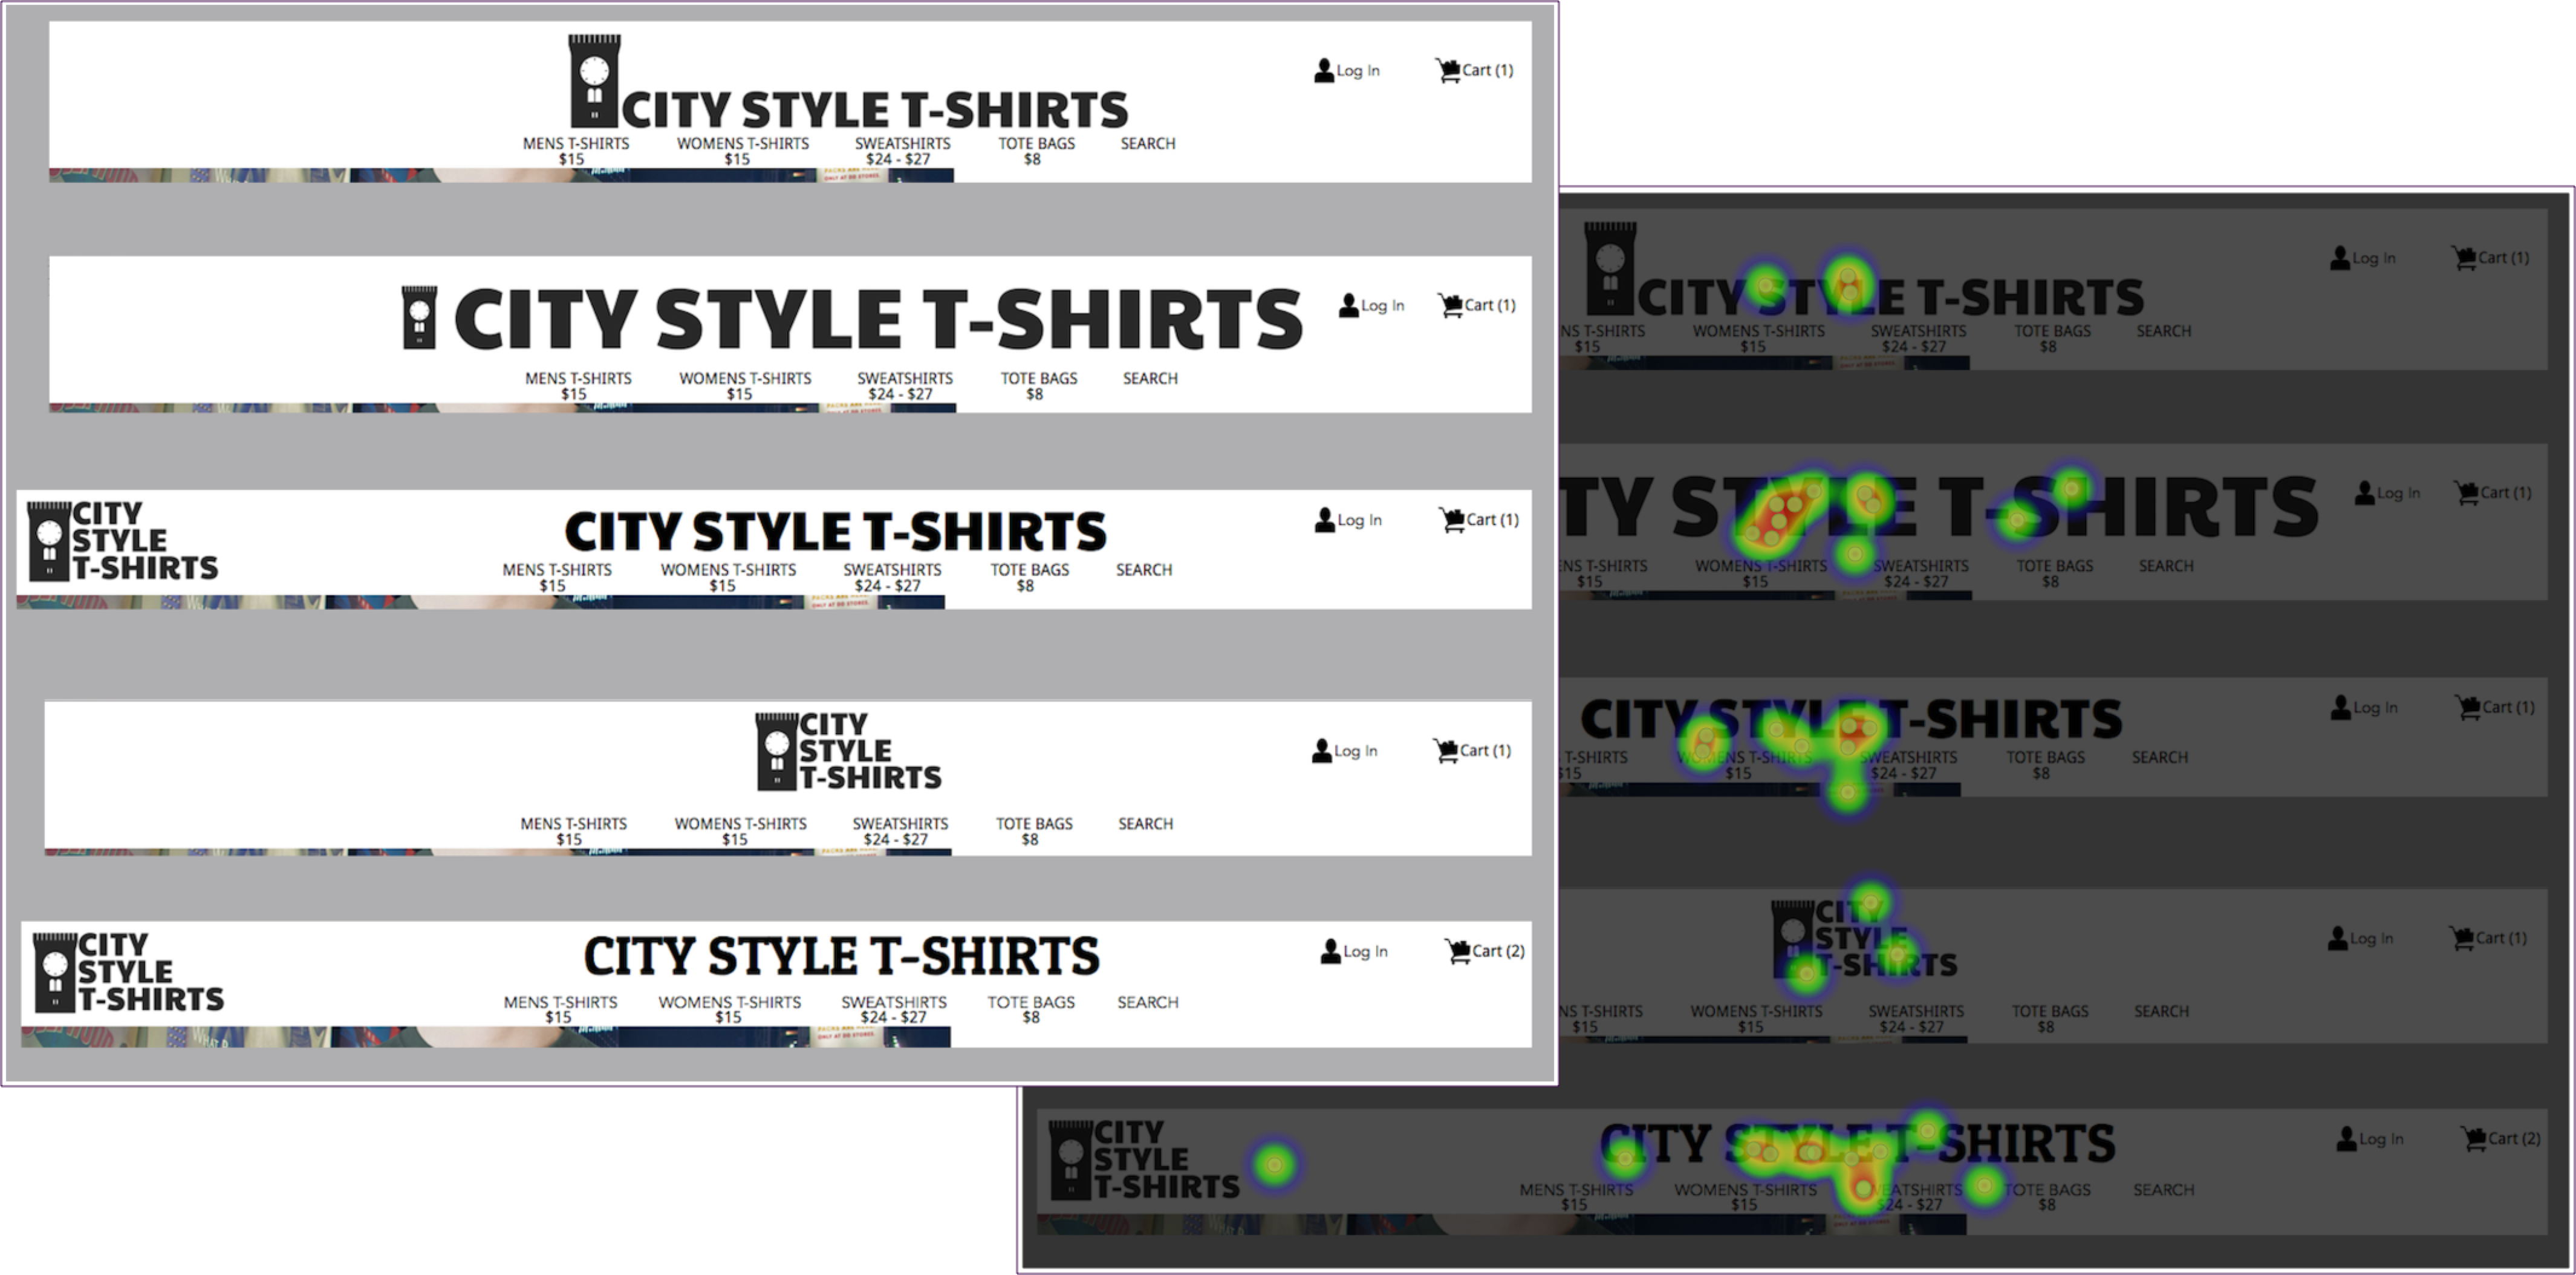 CITY STYLE T-SHIRTS
Log In Cart (1)
MENS T-SHIRTS WOMENS T-SHIRTS SWEATSHIRTS TOTE BAGS SEARCH
$15 $15 $24 - $27 $8
CITY STYLE T-SHIRTS
Log In Cart (1)
MENS T-SHIRTS WOMENS T-SHIRTS SWEATSHIRTS TOTE BAGS SEARCH
$15 $15 $24 - $27 $8
CITY
STYLE
T-SHIRTS
CITY STYLE T-SHIRTS
Log In Cart (1)
MENS T-SHIRTS WOMENS T-SHIRTS SWEATSHIRTS TOTE BAGS SEARCH
$15 $15 $24 - $27 $8
CITY
STYLE
T-SHIRTS
Log In Cart (1)
MENS T-SHIRTS WOMENS T-SHIRTS SWEATSHIRTS TOTE BAGS SEARCH
$15 $15 $24 - $27 $8
CITY
STYLE
T-SHIRTS
CITY STYLE T-SHIRTS
Log In Cart (2)
MENS T-SHIRTS WOMENS T-SHIRTS SWEATSHIRTS TOTE BAGS SEARCH
$15 $15 $24 - $27 $8
CITY STYLE T-SHIRTS
Log In Cart (1)
NS T-SHIRTS WOMENS T-SHIRTS SWEATSHIRTS TOTE BAGS SEARCH
$15 $15 $24 - $27 $8
TY STYLE T-SHIRTS
Log In Cart (1)
NS T-SHIRTS WOMENS T-SHIRTS SWEATSHIRTS TOTE BAGS SEARCH
$15 $15 $24 - $27 $8
CITY STYLE T-SHIRTS
Log In Cart (1)
T-SHIRTS WOMENS T-SHIRTS SWEATSHIRTS TOTE BAGS SEARCH
$15 $15 $24 - $27 $8
CITY
STYLE
T-SHIRTS
Log In Cart (1)
NS T-SHIRTS WOMENS T-SHIRTS SWEATSHIRTS TOTE BAGS SEARCH
$15 $15 $24 - $27 $8
CITY
STYLE
T-SHIRTS
CITY STYLE T-SHIRTS
Log In Cart (2)
MENS T-SHIRTS WOMENS T-SHIRTS SWEATSHIRTS TOTE BAGS SEARCH
$15 $15 $24 - $27 $8